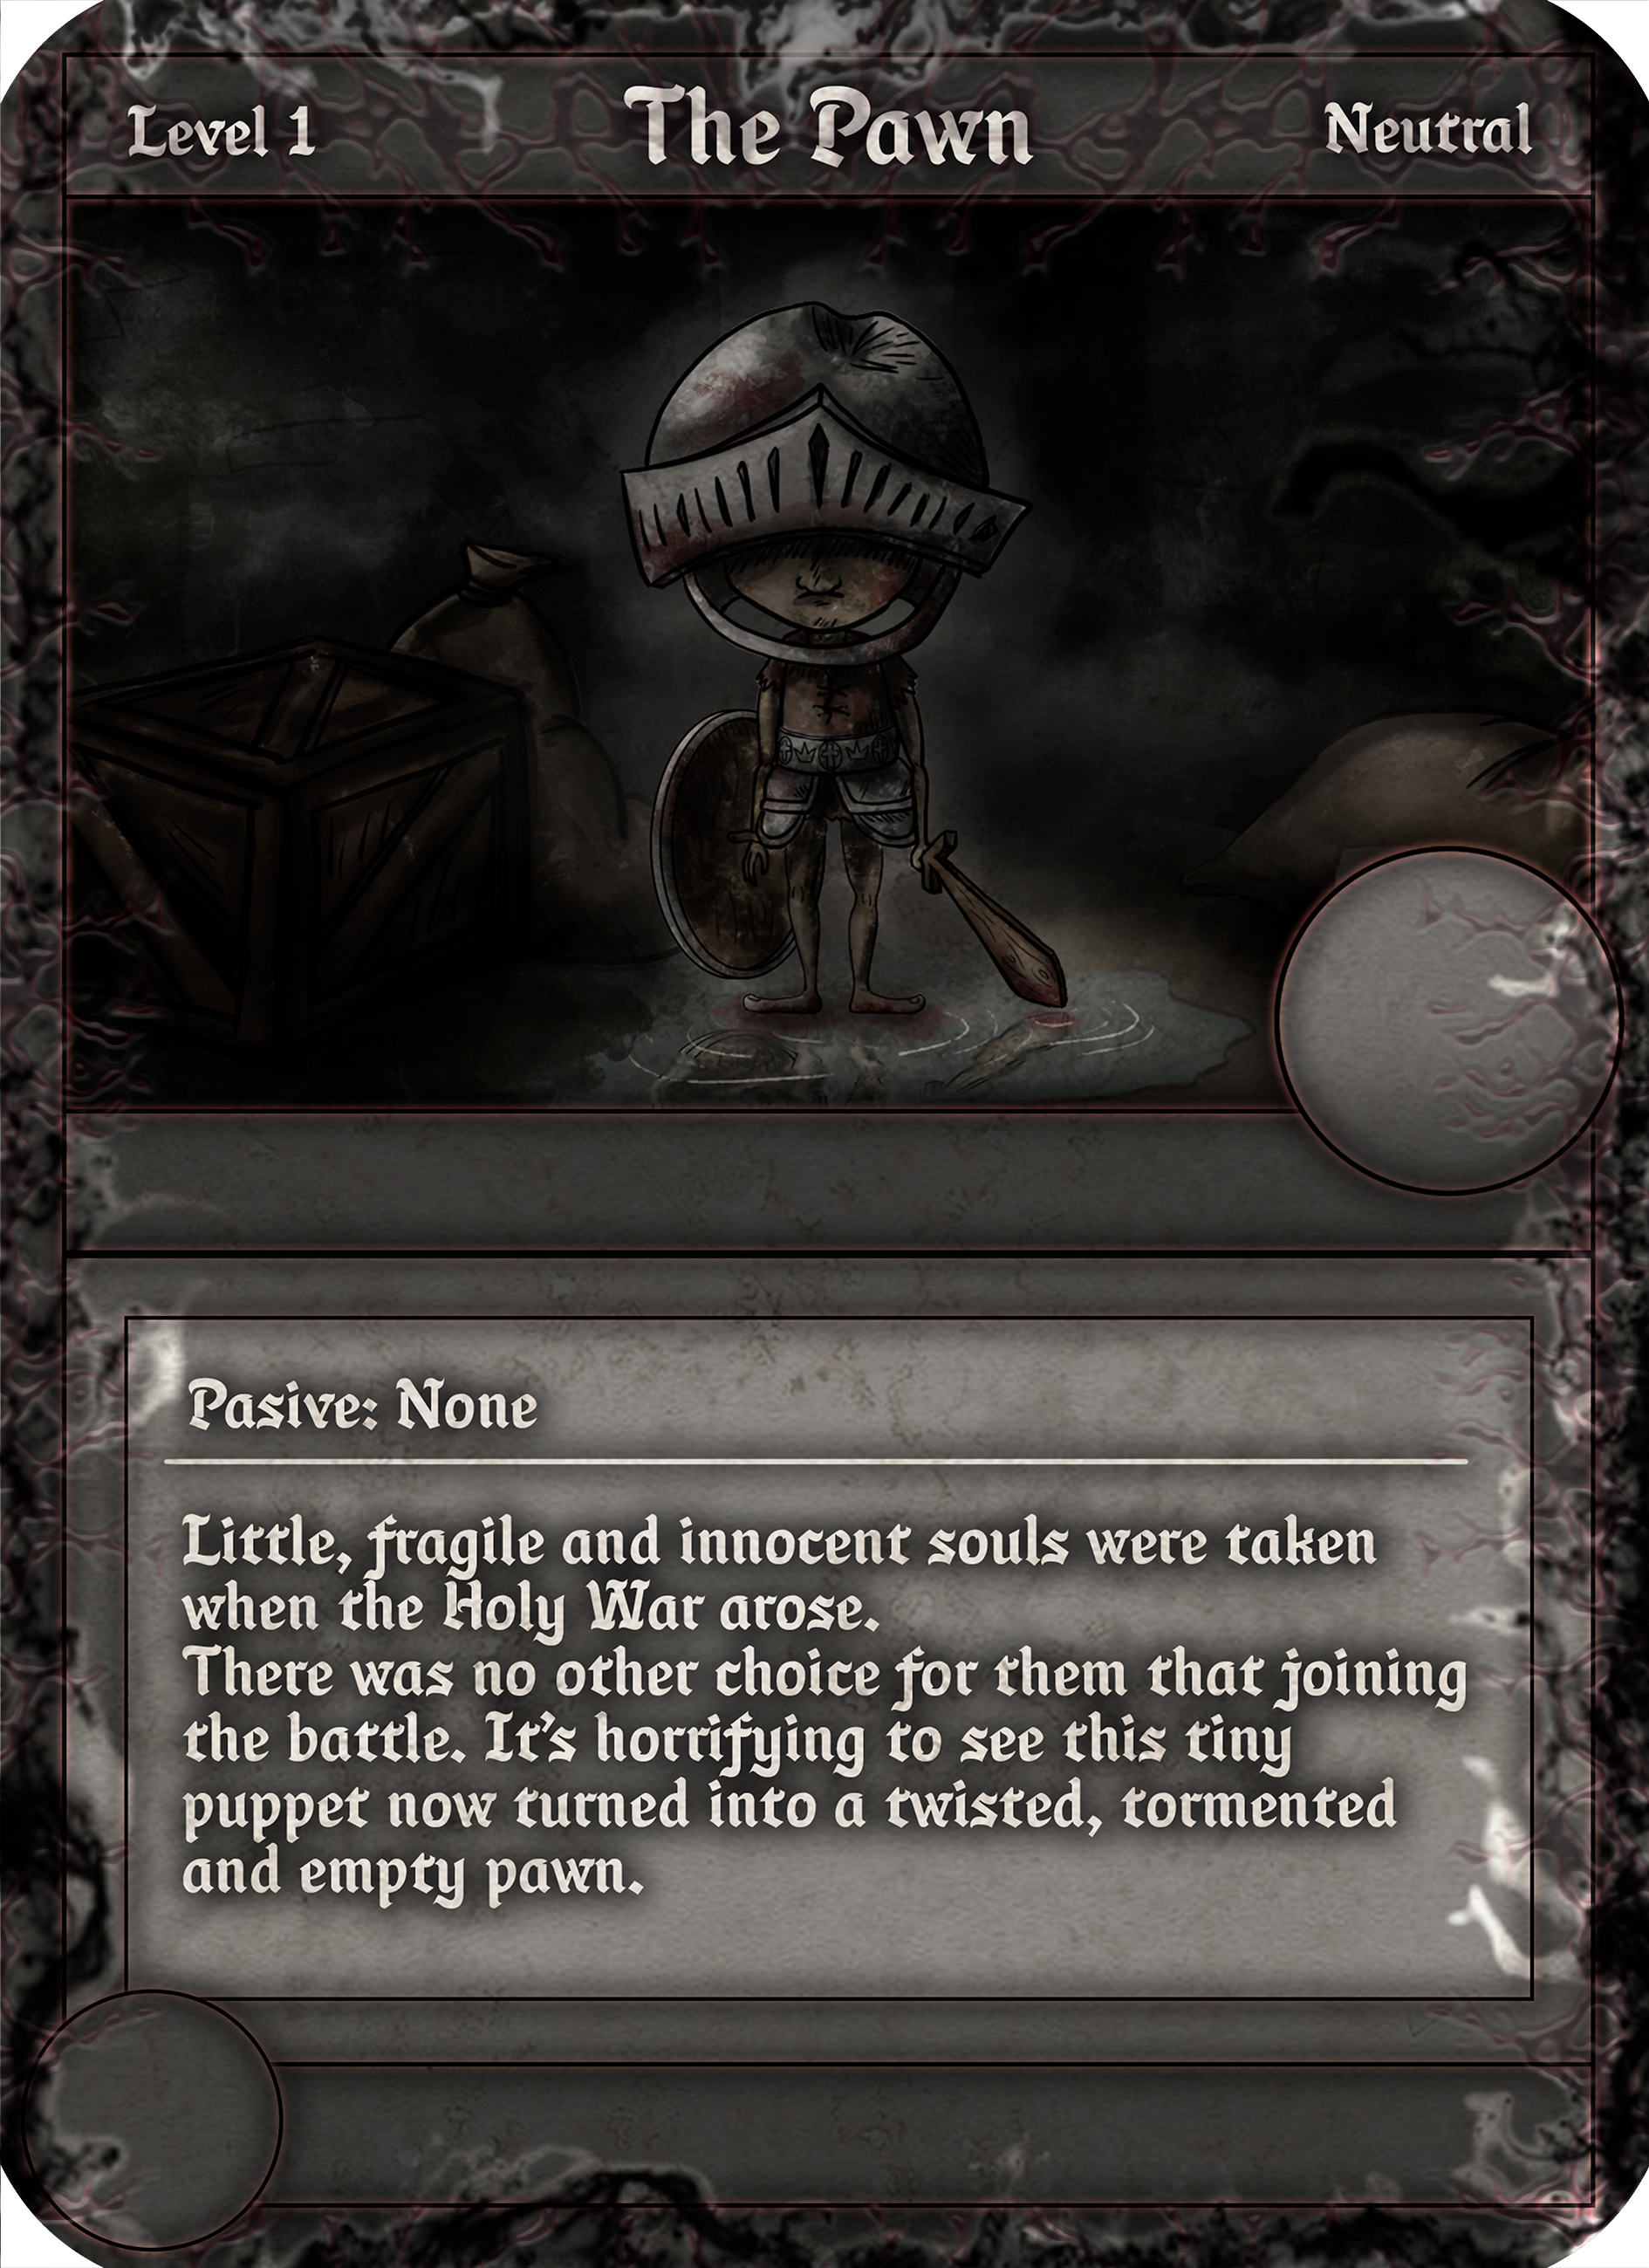 Level 1
The Pawn
Neutral
Pasive: None
Little, fragile and innocent souls were taken
when the Holy War arose.
There was no other choice for them that joining
the battle. It's horrifying to see this tiny
puppet now turned into a twisted, tormented
and empty pawn.